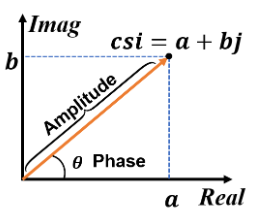 Imag
csi = a + bj
b
Amplitude
θ Phase
a Real